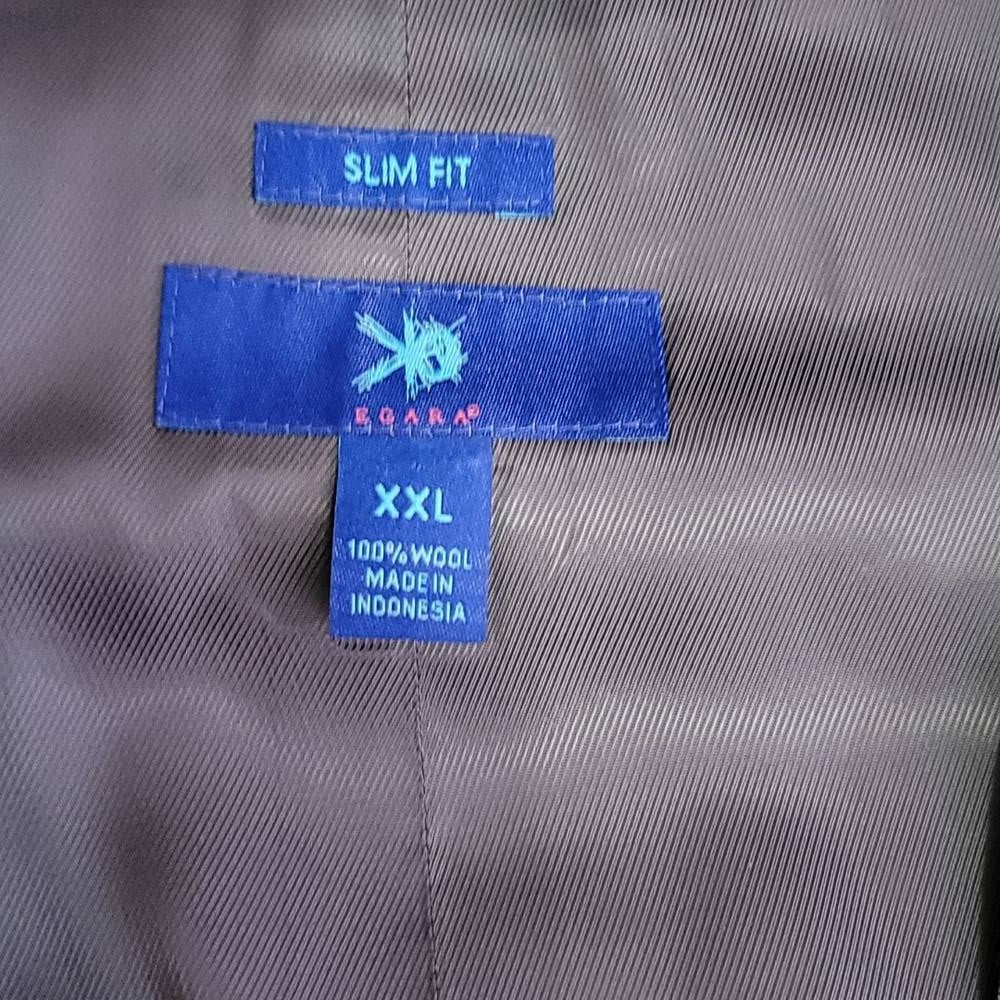 SLIM FIT
EGARA®
XXL
100% WOOL
MADE IN
INDONESIA